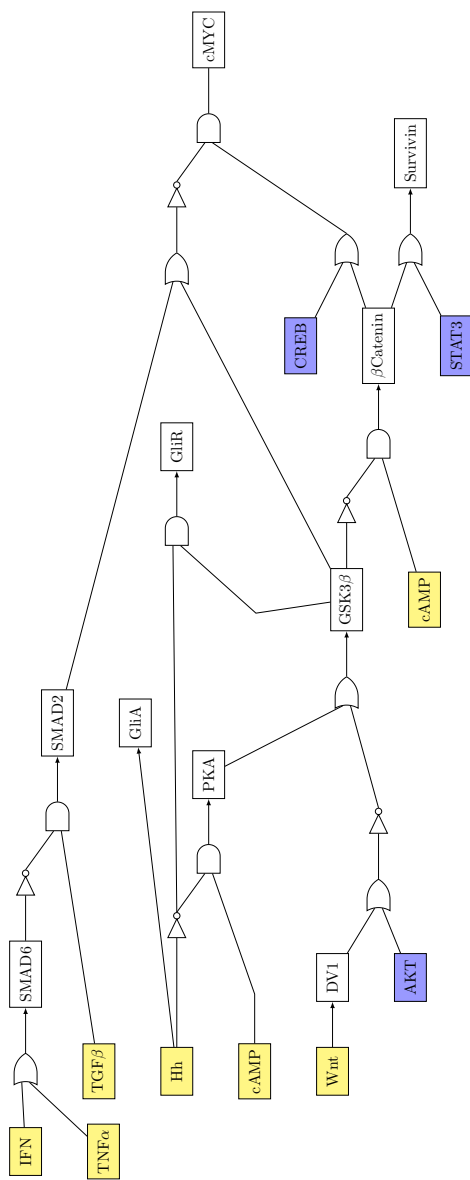 IFN
TNFα
SMAD6
TGFβ
SMAD2
Hh
GliA
cAMP
PKA
GliR
Wnt
DV1
AKT
GSK3β
cAMP
CREB
βCatenin
STAT3
cMYC
Survivin